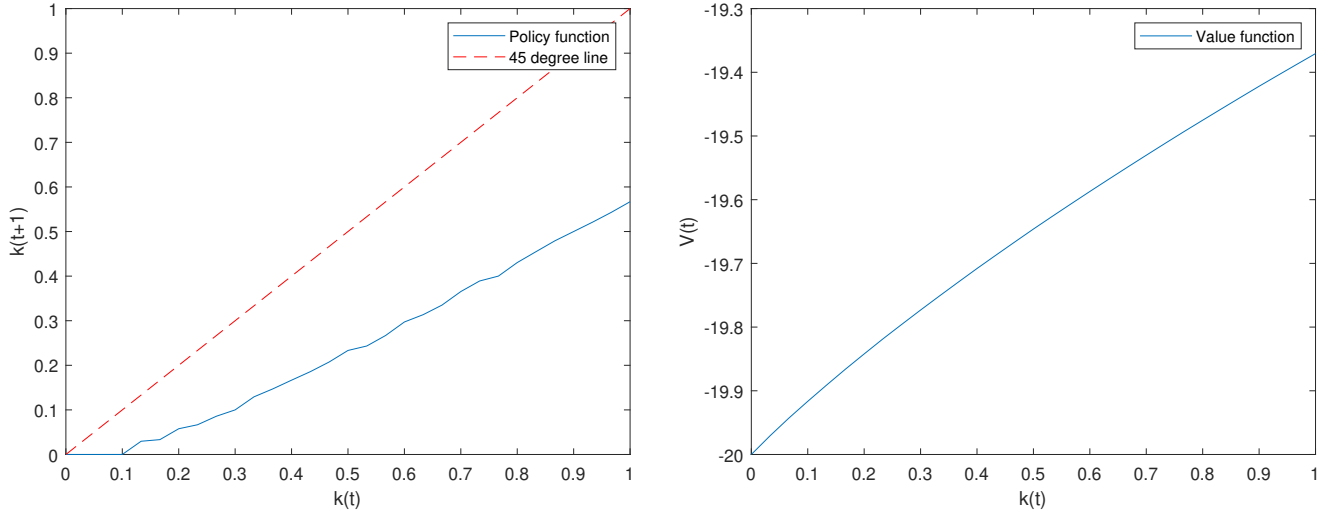 1
0.9
0.8
0.7
0.6
0.5
0.4
0.3
0.2
0.1
0
k(t+1)
Policy function
45 degree line
0 0.1 0.2 0.3 0.4 0.5 0.6 0.7 0.8 0.9 1
k(t)
-19.3
-19.4
-19.5
-19.6
-19.7
-19.8
-19.9
-20
V(t)
Value function
0 0.1 0.2 0.3 0.4 0.5 0.6 0.7 0.8 0.9 1
k(t)